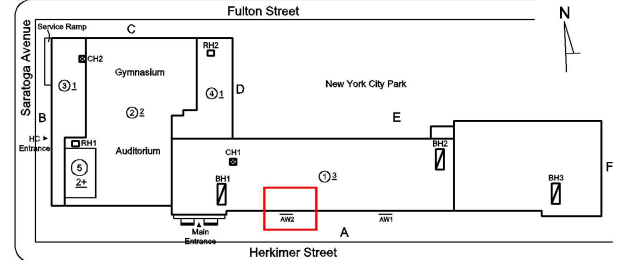 Fulton Street
Service Ramp
C
N
RH2
CH2
Gymnasium
3 1
4 1
D
New York City Park
Saratoga Avenue
B
2 2
E
HC
Entrance
RH1
Auditorium
CH1
BH2
5
2+
BH1
1 3
BH3
F
AW2
AW1
Main
Entrance
A
Herkimer Street